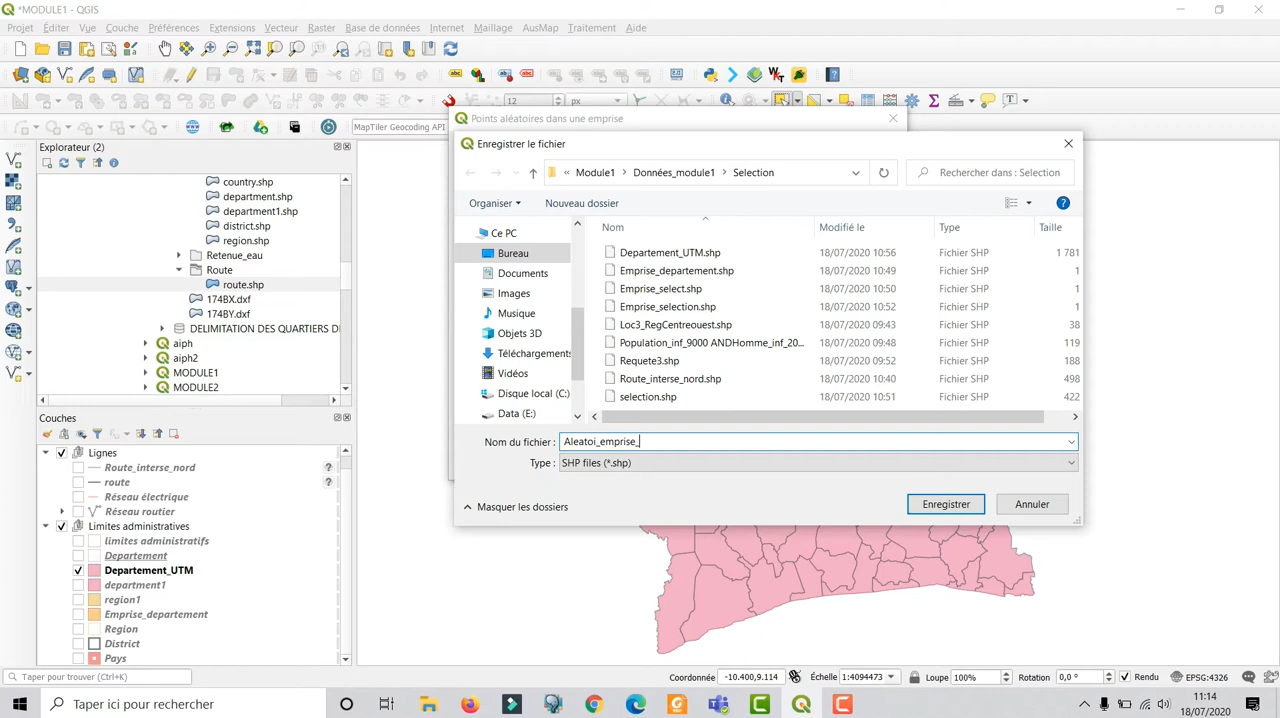 *MODULE1 - QGIS
Projet Éditer Vue Couche Préférences Extensions Vecteur Raster Base de données Internet Maillage AusMap Traitement Aide
12 px
MapTiler Geocoding API
Explorateur (2)
country.shp
department.shp
department1.shp
district.shp
region.shp
Retenue_eau
Route
route.shp
174BX.dxf
174BY.dxf
DELIMITATION DES QUARTIERS DE
aiph
aiph2
MODULE1
MODULE2
Couches
Lignes
Route_interse_nord
route
Réseau électrique
Réseau routier
Limites administratives
limites administratifs
Departement
Departement_UTM
department1
region1
Emprise_departement
Region
District
Pays
Points aléatoires dans une emprise
Enregistrer le fichier
« Module1 > Données_module1 > Selection
Rechercher dans : Selection
Organiser Nouveau dossier
Ce PC
Bureau
Documents
Images
Musique
Objets 3D
Téléchargements
Vidéos
Disque local (C:)
Data (E:)
Nom Modifié le Type Taille
Departement_UTM.shp 18/07/2020 10:56 Fichier SHP 1 781
Emprise_departement.shp 18/07/2020 10:49 Fichier SHP 1
Emprise_select.shp 18/07/2020 10:50 Fichier SHP 1
Emprise_selection.shp 18/07/2020 10:52 Fichier SHP 1
Loc3_RegCentreouest.shp 18/07/2020 09:43 Fichier SHP 38
Population_inf_9000 ANDHomme_inf_20... 18/07/2020 09:48 Fichier SHP 119
Requete3.shp 18/07/2020 09:52 Fichier SHP 188
Route_interse_nord.shp 18/07/2020 10:40 Fichier SHP 498
selection.shp 18/07/2020 10:51 Fichier SHP 422
Nom du fichier : Aleatoi_emprise_
Type : SHP files (*.shp)
Masquer les dossiers
Enregistrer Annuler
Taper pour trouver (Ctrl+K)
Coordonnée -10.400,9.114 Échelle 1:4094473 Loupe 100% Rotation 0,0 ° Rendu EPSG:4326
Taper ici pour rechercher
11:14
18/07/2020